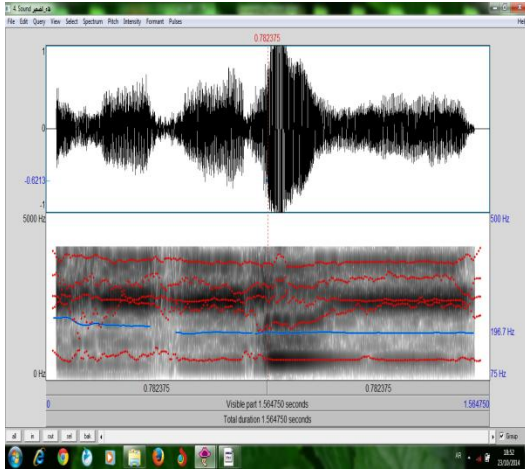 4. Sound
File Edit Query View Select Spectrum Pitch Intensity Formant Pulses Hel
0.782375
1
0
-0.6213
-1
5000 Hz 500 Hz
196.7 Hz
0 Hz 75 Hz
0.782375 0.782375
0 Visible part 1.564750 seconds 1.564750
Total duration 1.564750 seconds
all in out sel bak Group
AR 18:52
23/10/2014